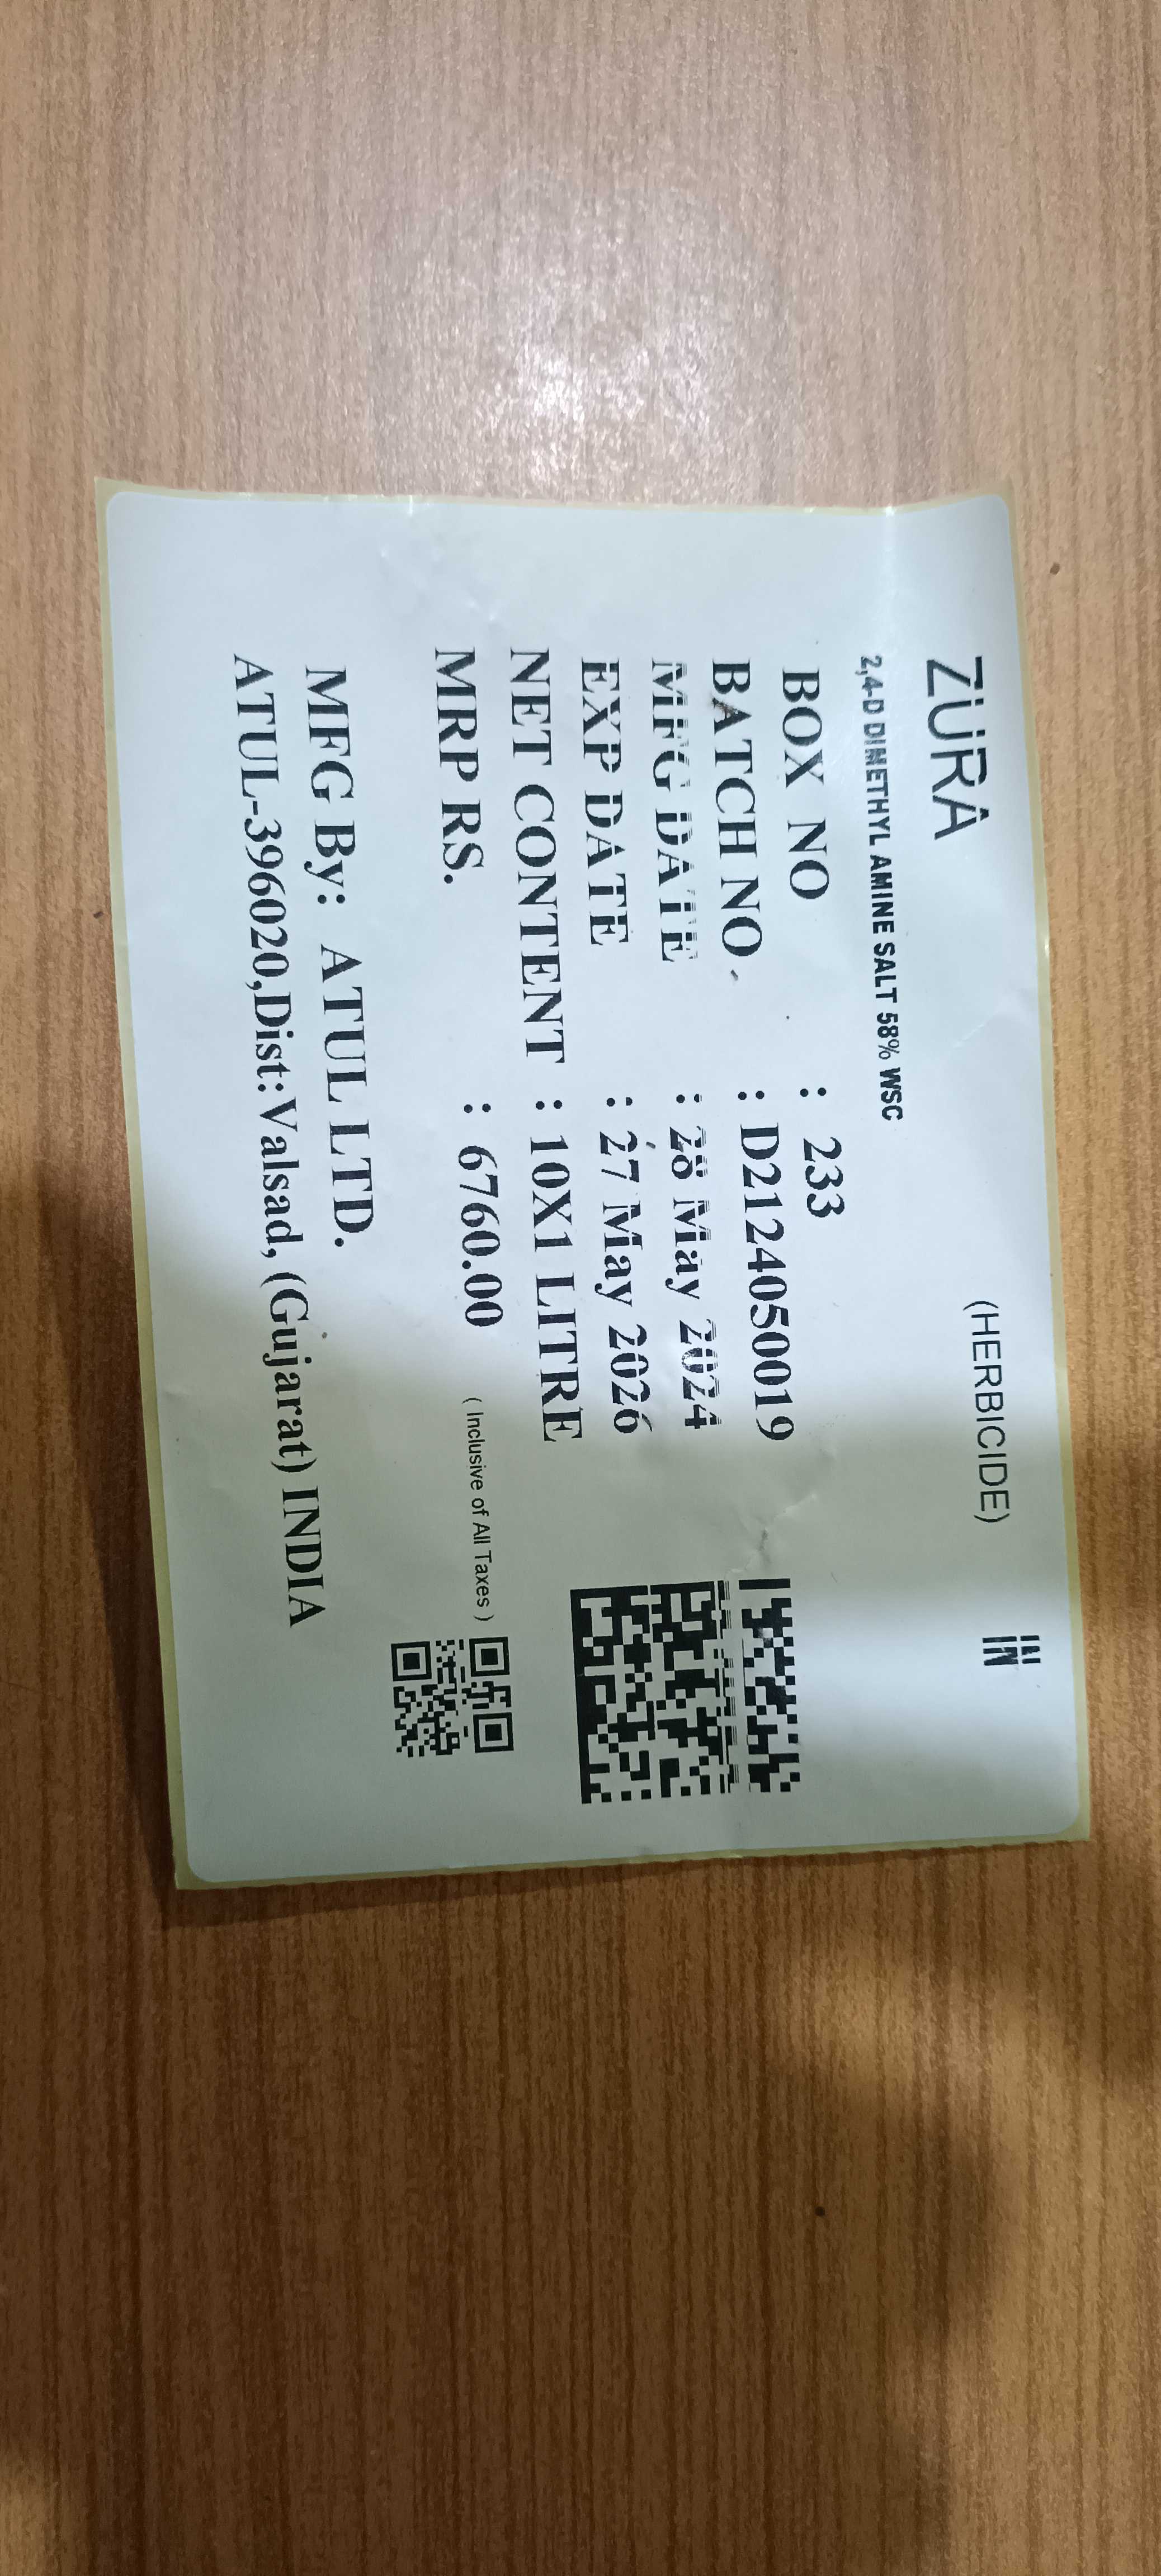 ZURA (HERBICIDE) IN
2,4-D DIMETHYL AMINE SALT 58% WSC
BOX NO : 233
BATCH NO. : D2124050019
MFG DATE : 28 May 2024
EXP DATE : 27 May 2026
NET CONTENT : 10X1 LITRE
MRP RS. : 6760.00 ( Inclusive of All Taxes )
MFG By: ATUL LTD.
ATUL-396020,Dist:Valsad, (Gujarat) INDIA